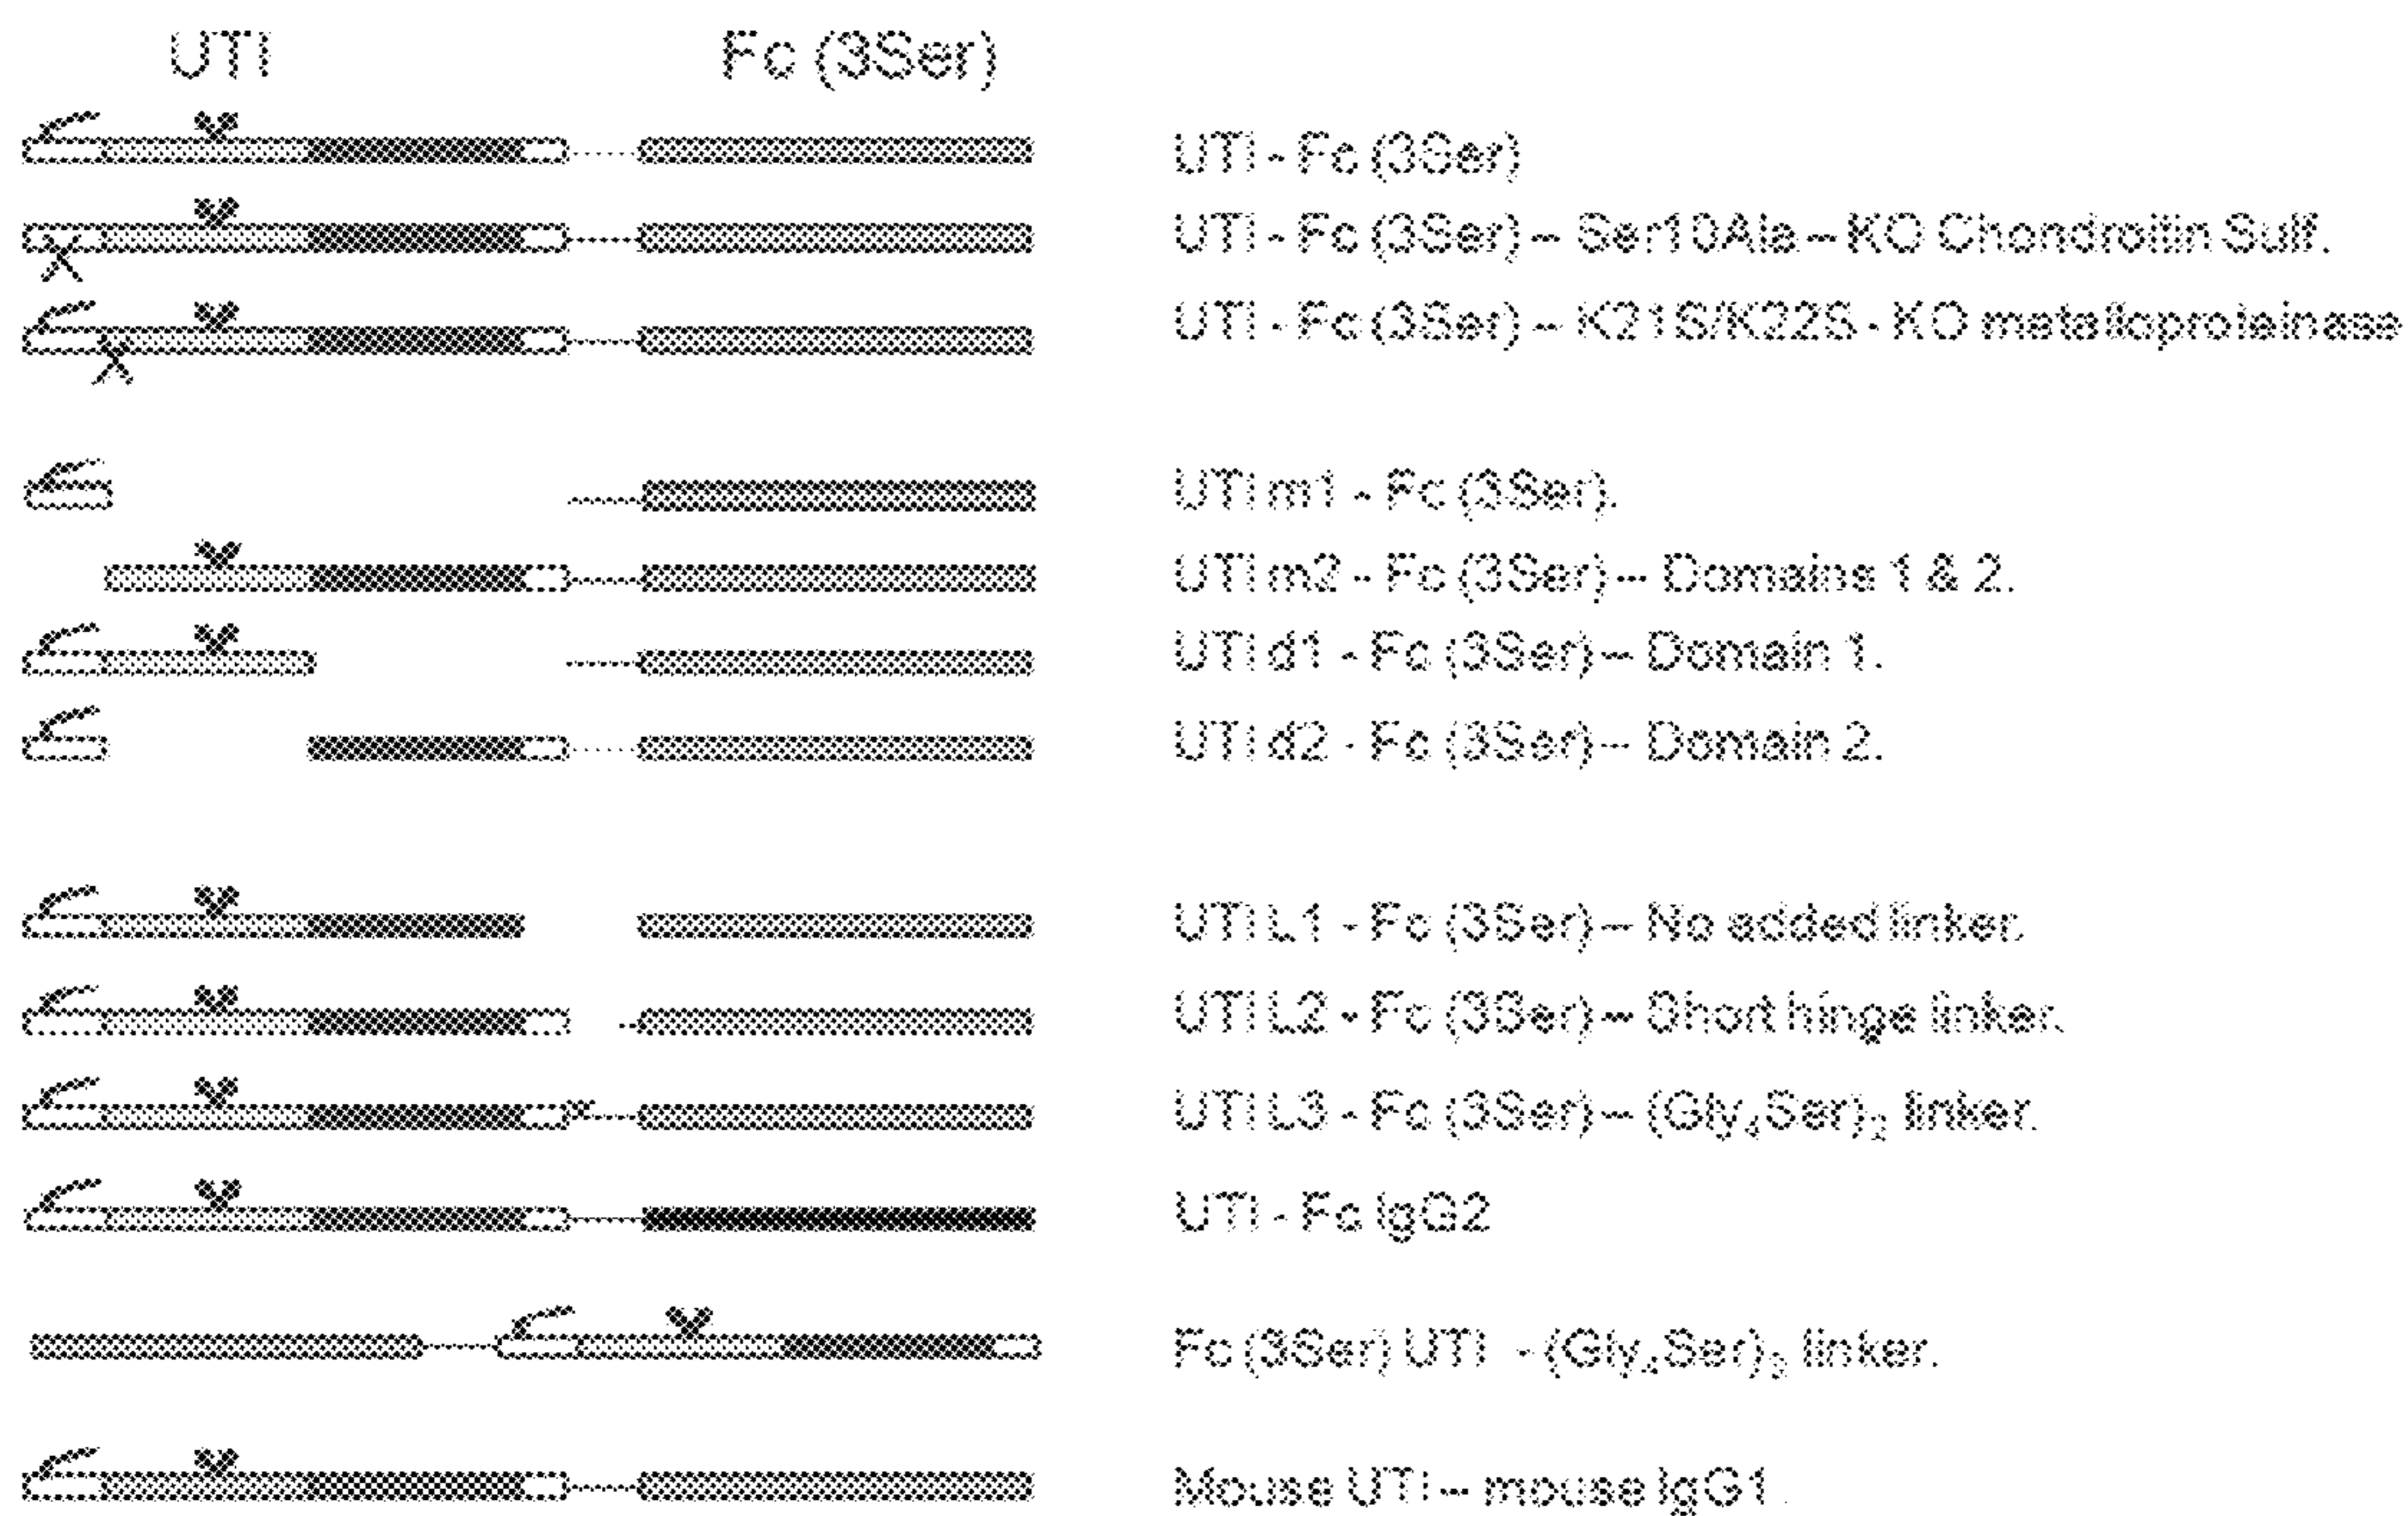 UTI Fc (3Ser)
UTI - Fc (3Ser)
UTI - Fc (3Ser) – Ser10Ala – KO Chondroitin Sulf.
UTI - Fc (3Ser) – K21S/K22S - KO metalloproteinase
UTI m1 - Fc (3Ser).
UTI m2 - Fc (3Ser) – Domains 1 & 2.
UTI d1 - Fc (3Ser) – Domain 1.
UTI d2 - Fc (3Ser) – Domain 2.
UTI L1 - Fc (3Ser) – No added linker.
UTI L2 - Fc (3Ser) – Short hinge linker.
UTI L3 - Fc (3Ser) – (Gly₄Ser) linker.
UTI - Fc IgG2
Fc (3Ser) UTI - (Gly₄Ser) linker.
Mouse UTI – mouse IgG1